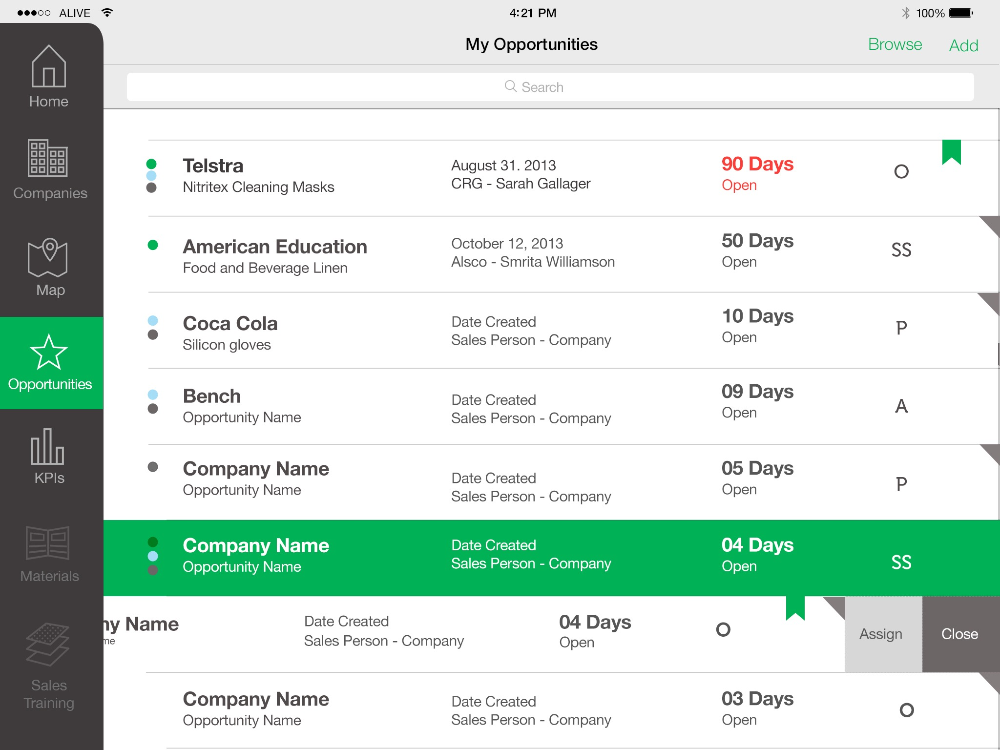 ALIVE
4:21 PM
100%
My Opportunities
Browse
Add
Search
Home
Companies
Map
Opportunities
KPIs
Materials
Sales
Training
Telstra
Nitritex Cleaning Masks
August 31. 2013
CRG - Sarah Gallager
90 Days
Open
O
American Education
Food and Beverage Linen
October 12, 2013
Alsco - Smrita Williamson
50 Days
Open
SS
Coca Cola
Silicon gloves
Date Created
Sales Person - Company
10 Days
Open
P
Bench
Opportunity Name
Date Created
Sales Person - Company
09 Days
Open
A
Company Name
Opportunity Name
Date Created
Sales Person - Company
05 Days
Open
P
Company Name
Opportunity Name
Date Created
Sales Person - Company
04 Days
Open
SS
ny Name
me
Date Created
Sales Person - Company
04 Days
Open
O
Assign
Close
Company Name
Opportunity Name
Date Created
Sales Person - Company
03 Days
Open
O